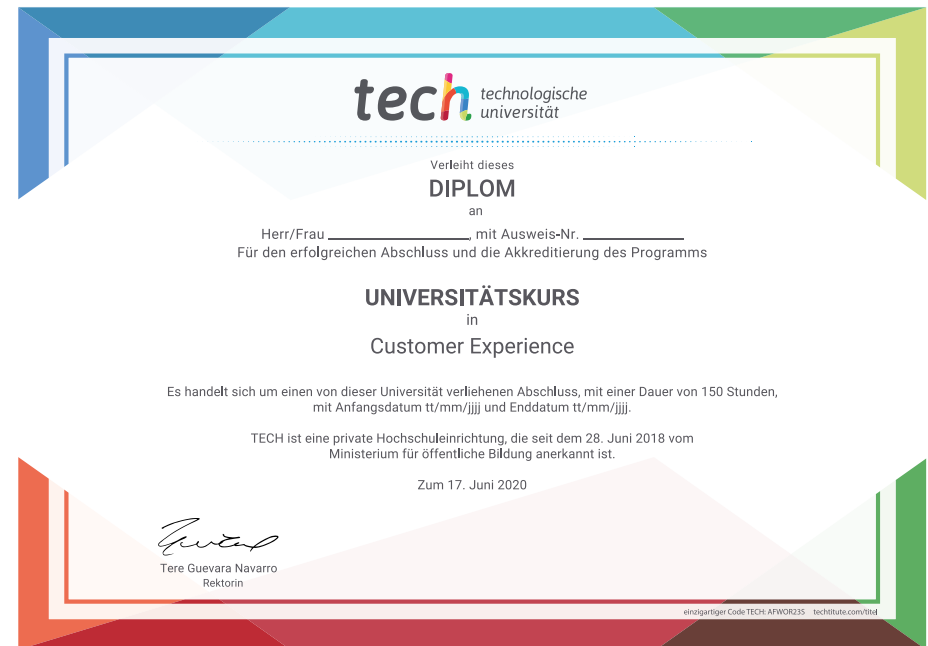 tech technologische
universität
Verleiht dieses
DIPLOM
an
Herr/Frau ____________________, mit Ausweis-Nr. ______________
Für den erfolgreichen Abschluss und die Akkreditierung des Programms
UNIVERSITÄTSKURS
in
Customer Experience
Es handelt sich um einen von dieser Universität verliehenen Abschluss, mit einer Dauer von 150 Stunden,
mit Anfangsdatum tt/mm/jjjj und Enddatum tt/mm/jjjj.
TECH ist eine private Hochschuleinrichtung, die seit dem 28. Juni 2018 vom
Ministerium für öffentliche Bildung anerkannt ist.
Zum 17. Juni 2020
Tere Guevara Navarro
Rektorin
einzigartiger Code TECH: AFWOR23S techtitute.com/titel